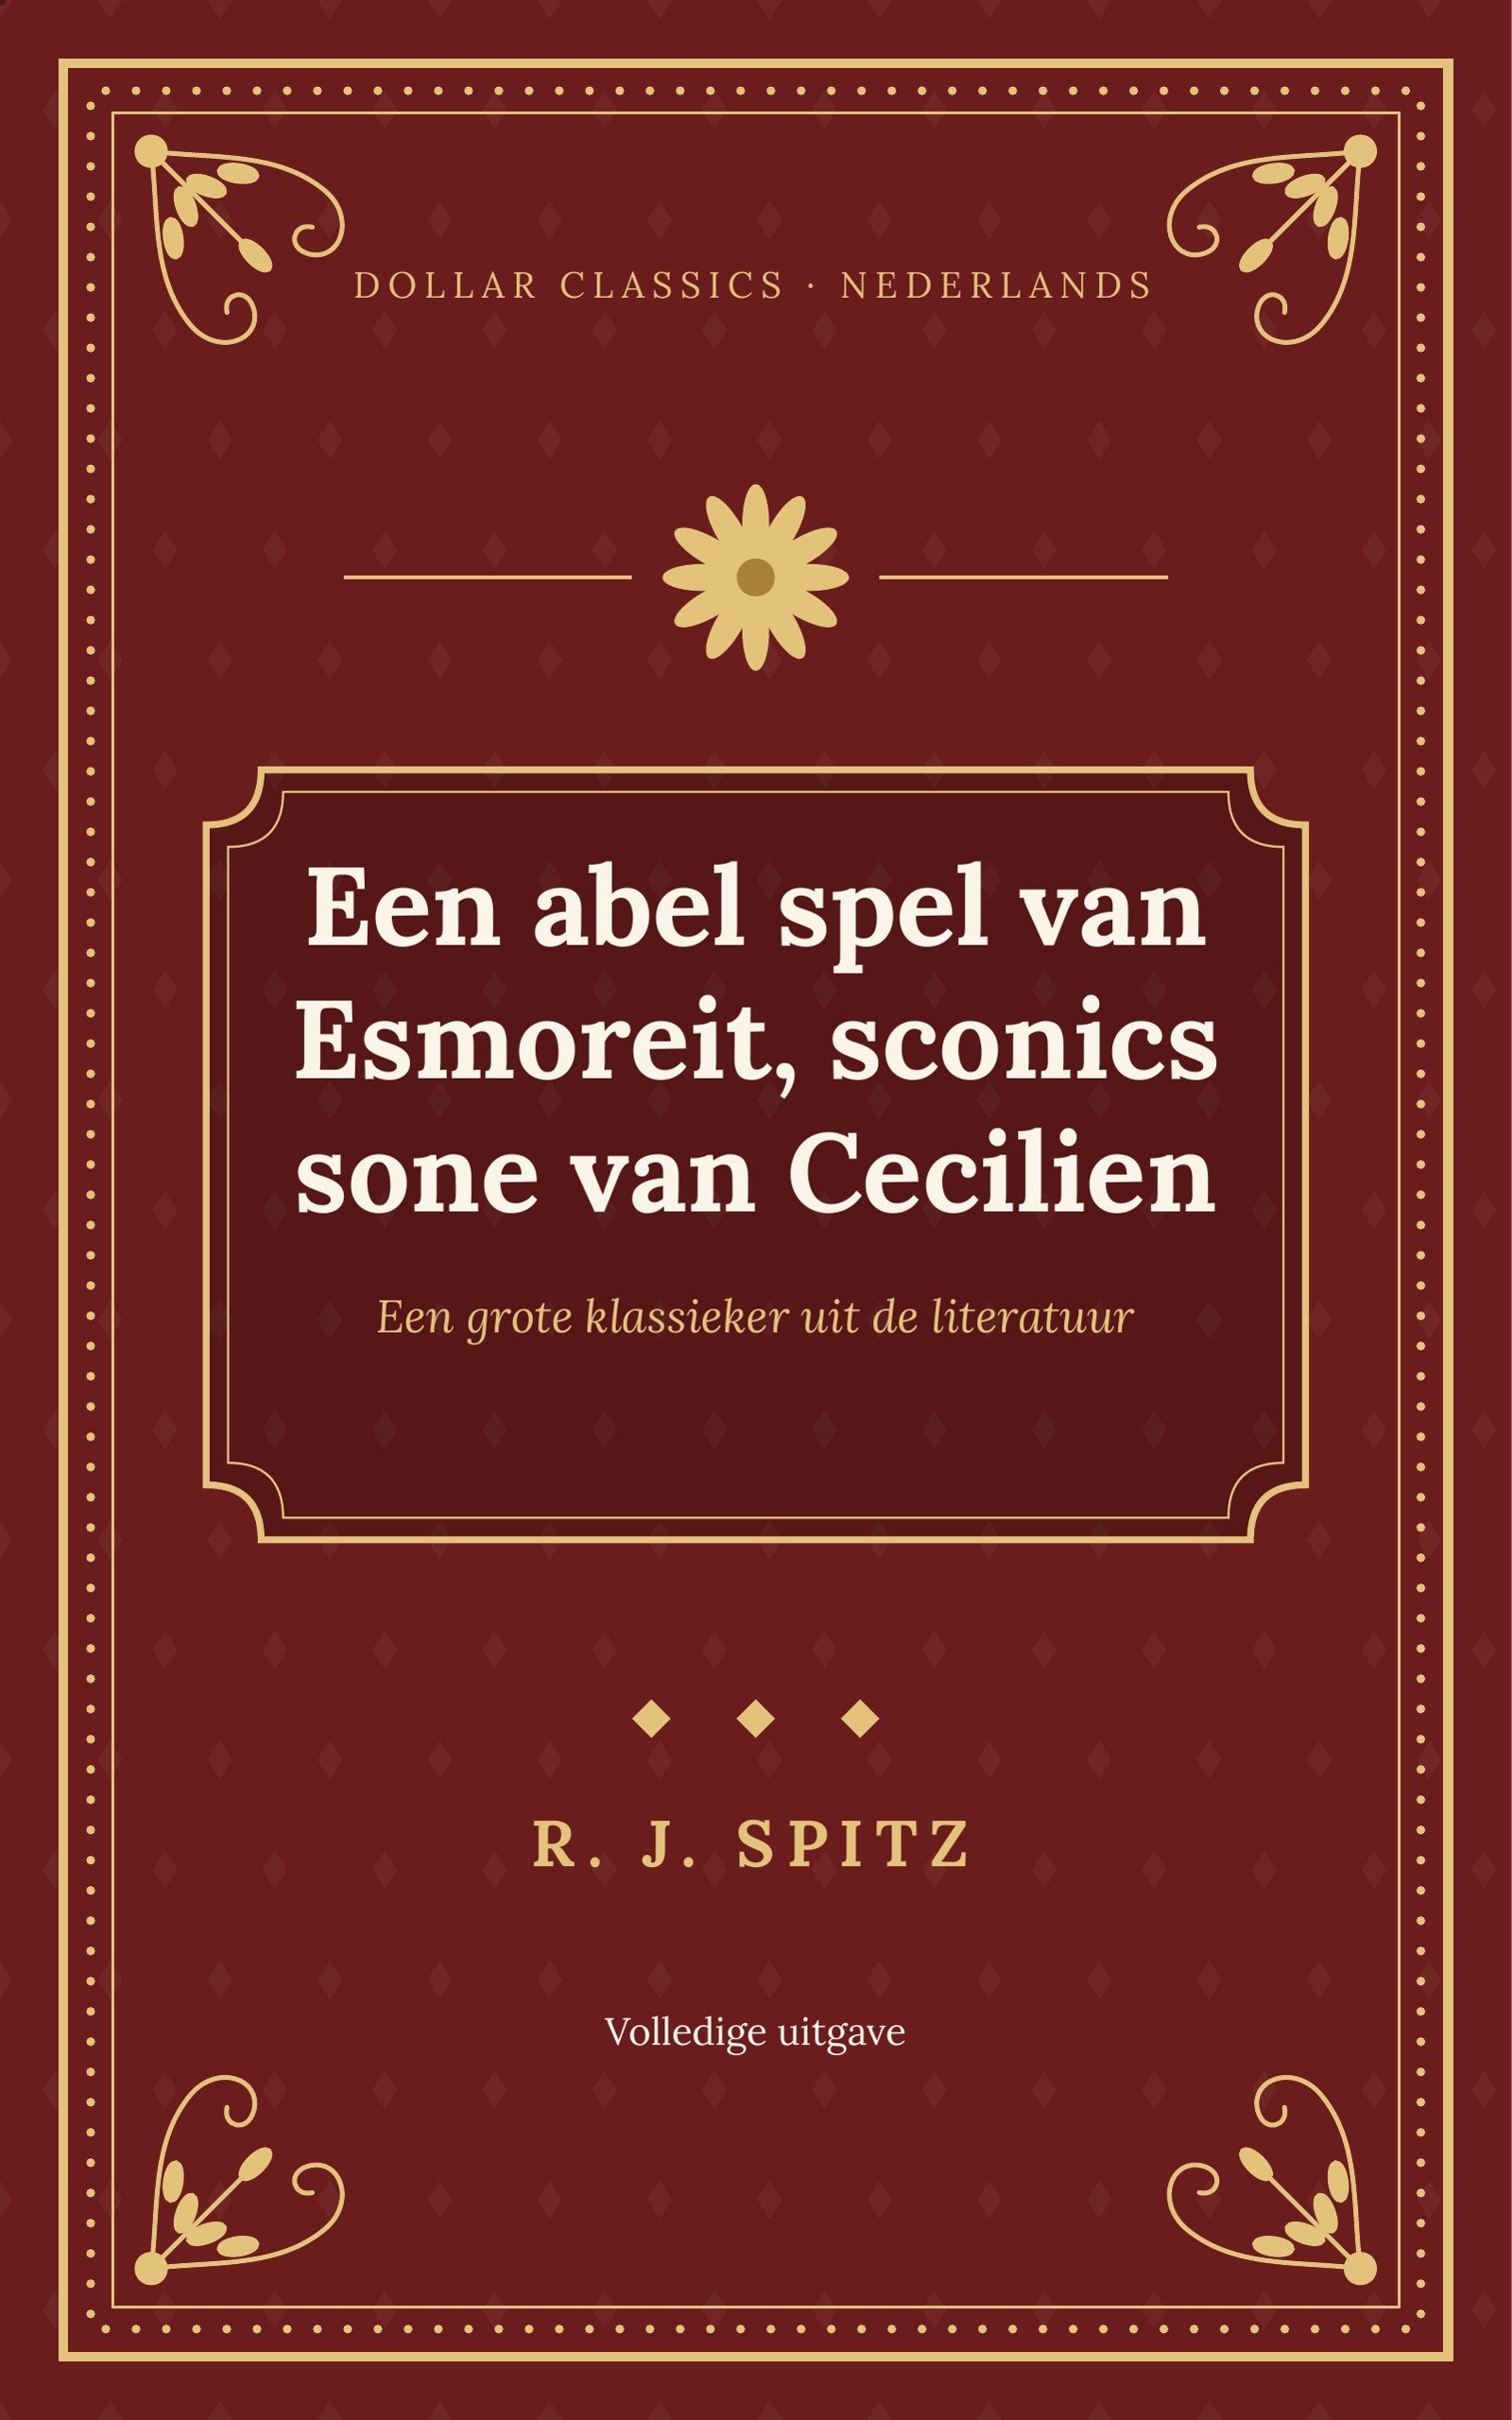 DOLLAR CLASSICS · NEDERLANDS
Een abel spel van
Esmoreit, sconics
sone van Cecilien
Een grote klassieker uit de literatuur
R. J. SPITZ
Volledige uitgave